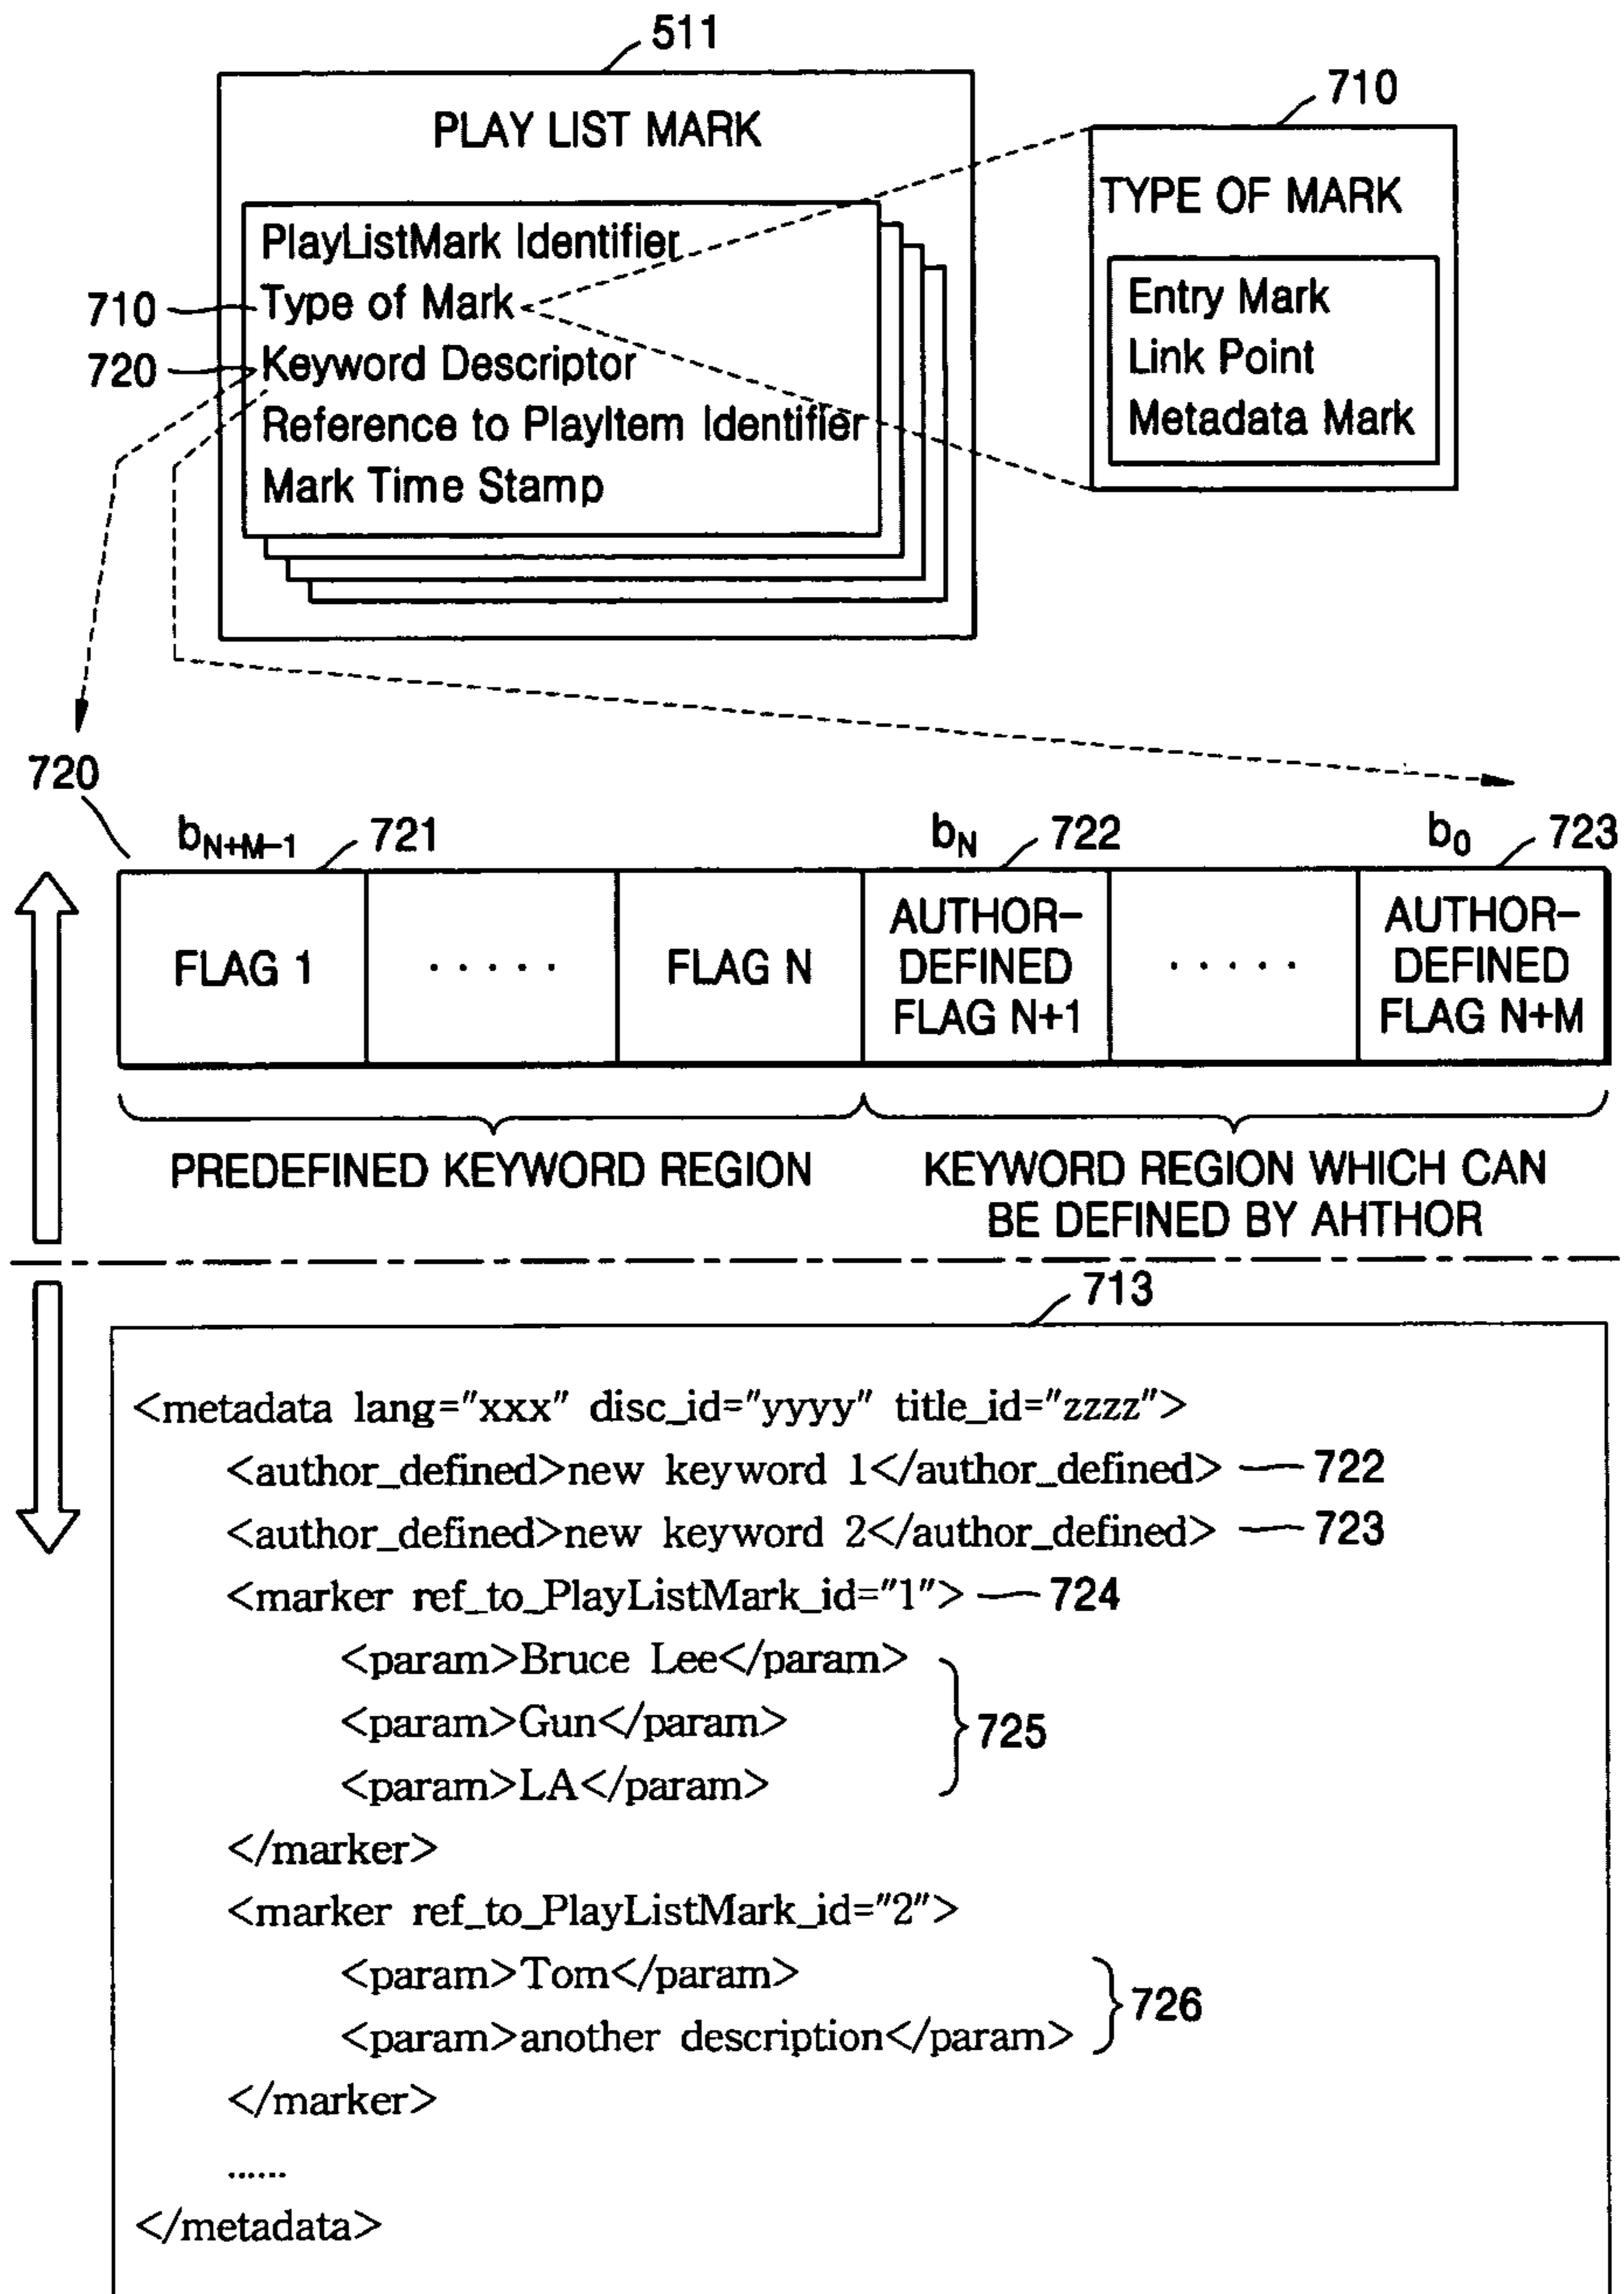 511
PLAY LIST MARK
710
TYPE OF MARK
PlayListMark Identifier
710 Type of Mark
720 Keyword Descriptor
Reference to PlayItem Identifier
Mark Time Stamp
Entry Mark
Link Point
Metadata Mark
720
bN+M-1 721 bN 722 b0 723
FLAG 1
.....
FLAG N
AUTHOR-
DEFINED
FLAG N+1
.....
AUTHOR-
DEFINED
FLAG N+M
PREDEFINED KEYWORD REGION
KEYWORD REGION WHICH CAN
BE DEFINED BY AHTHOR
713
<metadata lang="xxx" disc_id="yyyy" title_id="zzzz">
<author_defined>new keyword 1</author_defined> 722
<author_defined>new keyword 2</author_defined> 723
<marker ref_to_PlayListMark_id="1"> 724
<param>Bruce Lee</param>
<param>Gun</param> 725
<param>LA</param>
</marker>
<marker ref_to_PlayListMark_id="2">
<param>Tom</param> 726
<param>another description</param>
</marker>
......
</metadata>